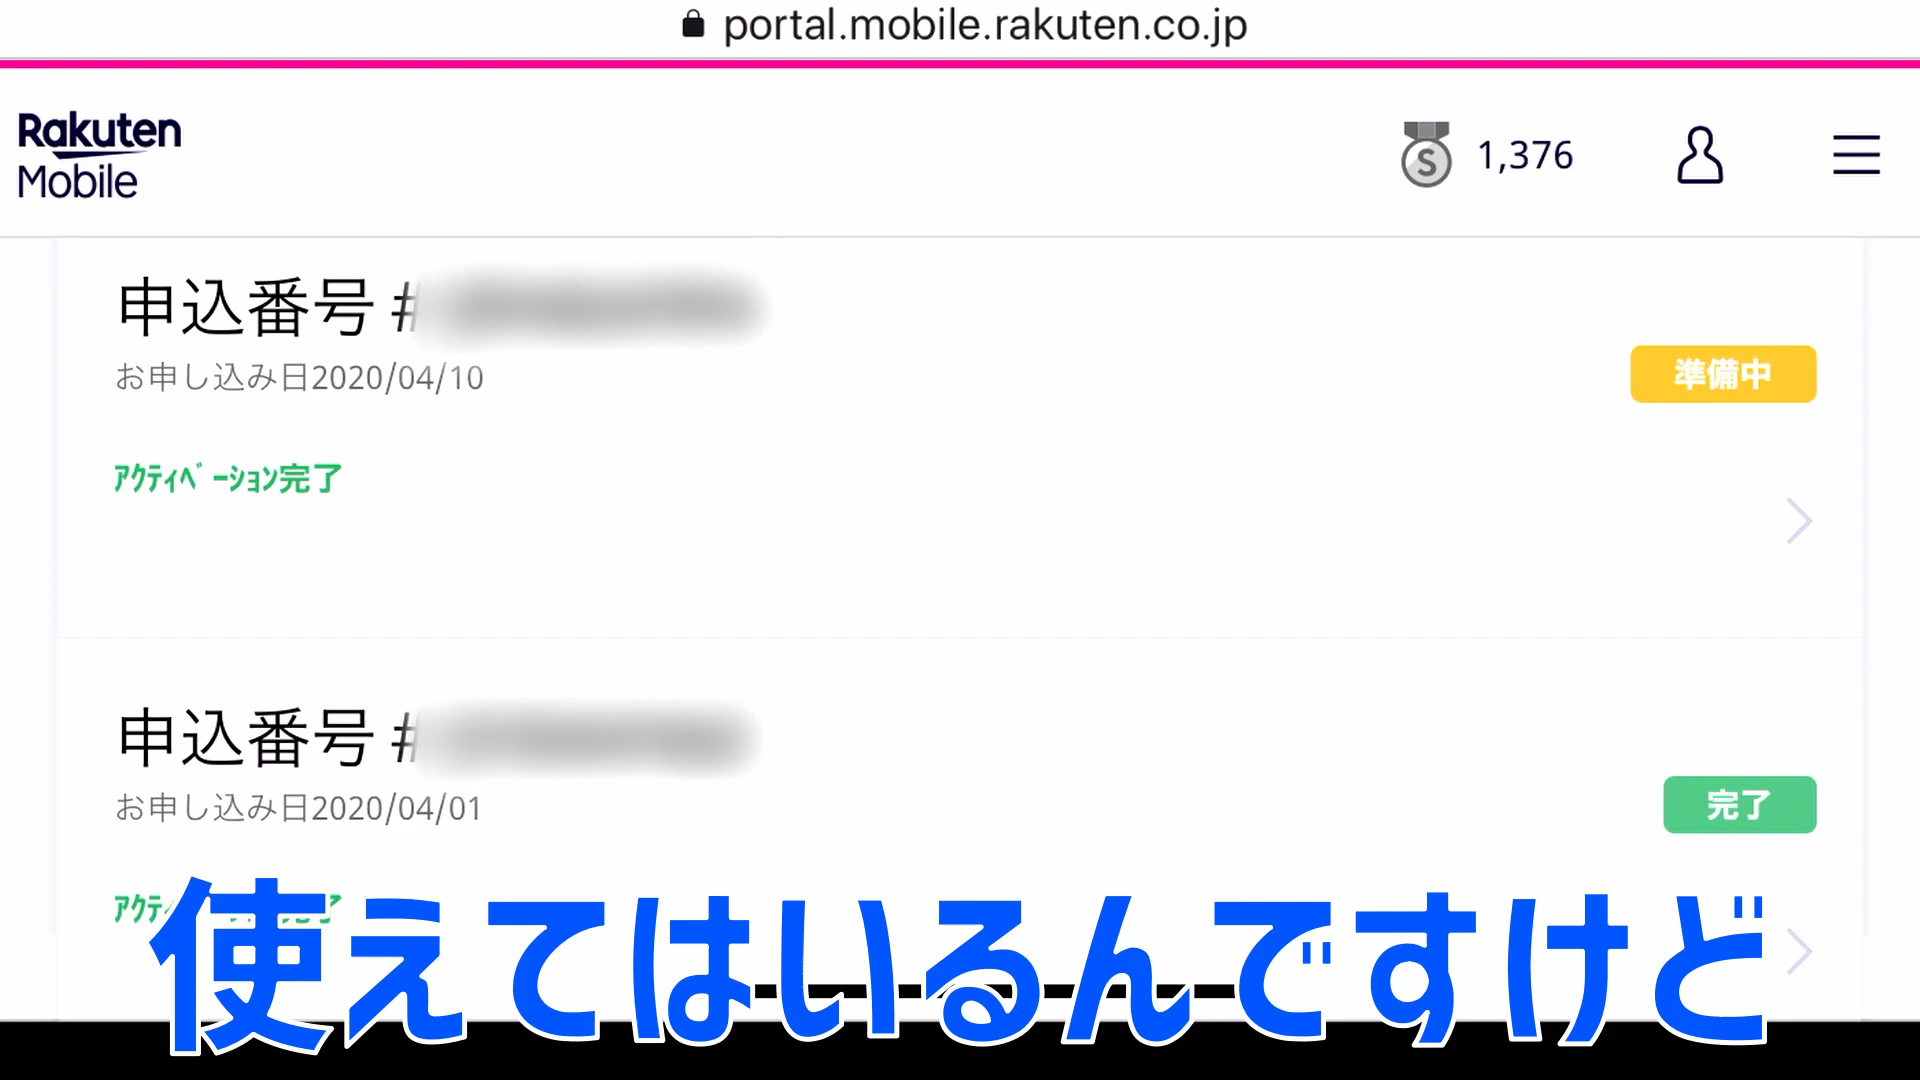 portal.mobile.rakuten.co.jp
Rakuten
Mobile
S 1,376
申込番号 #
お申し込み日2020/04/10
準備中
ｱｸﾃｨﾍﾞｰｼｮﾝ完了
申込番号 #
お申し込み日2020/04/01
完了
ｱｸﾃ
使えてはいるんですけど